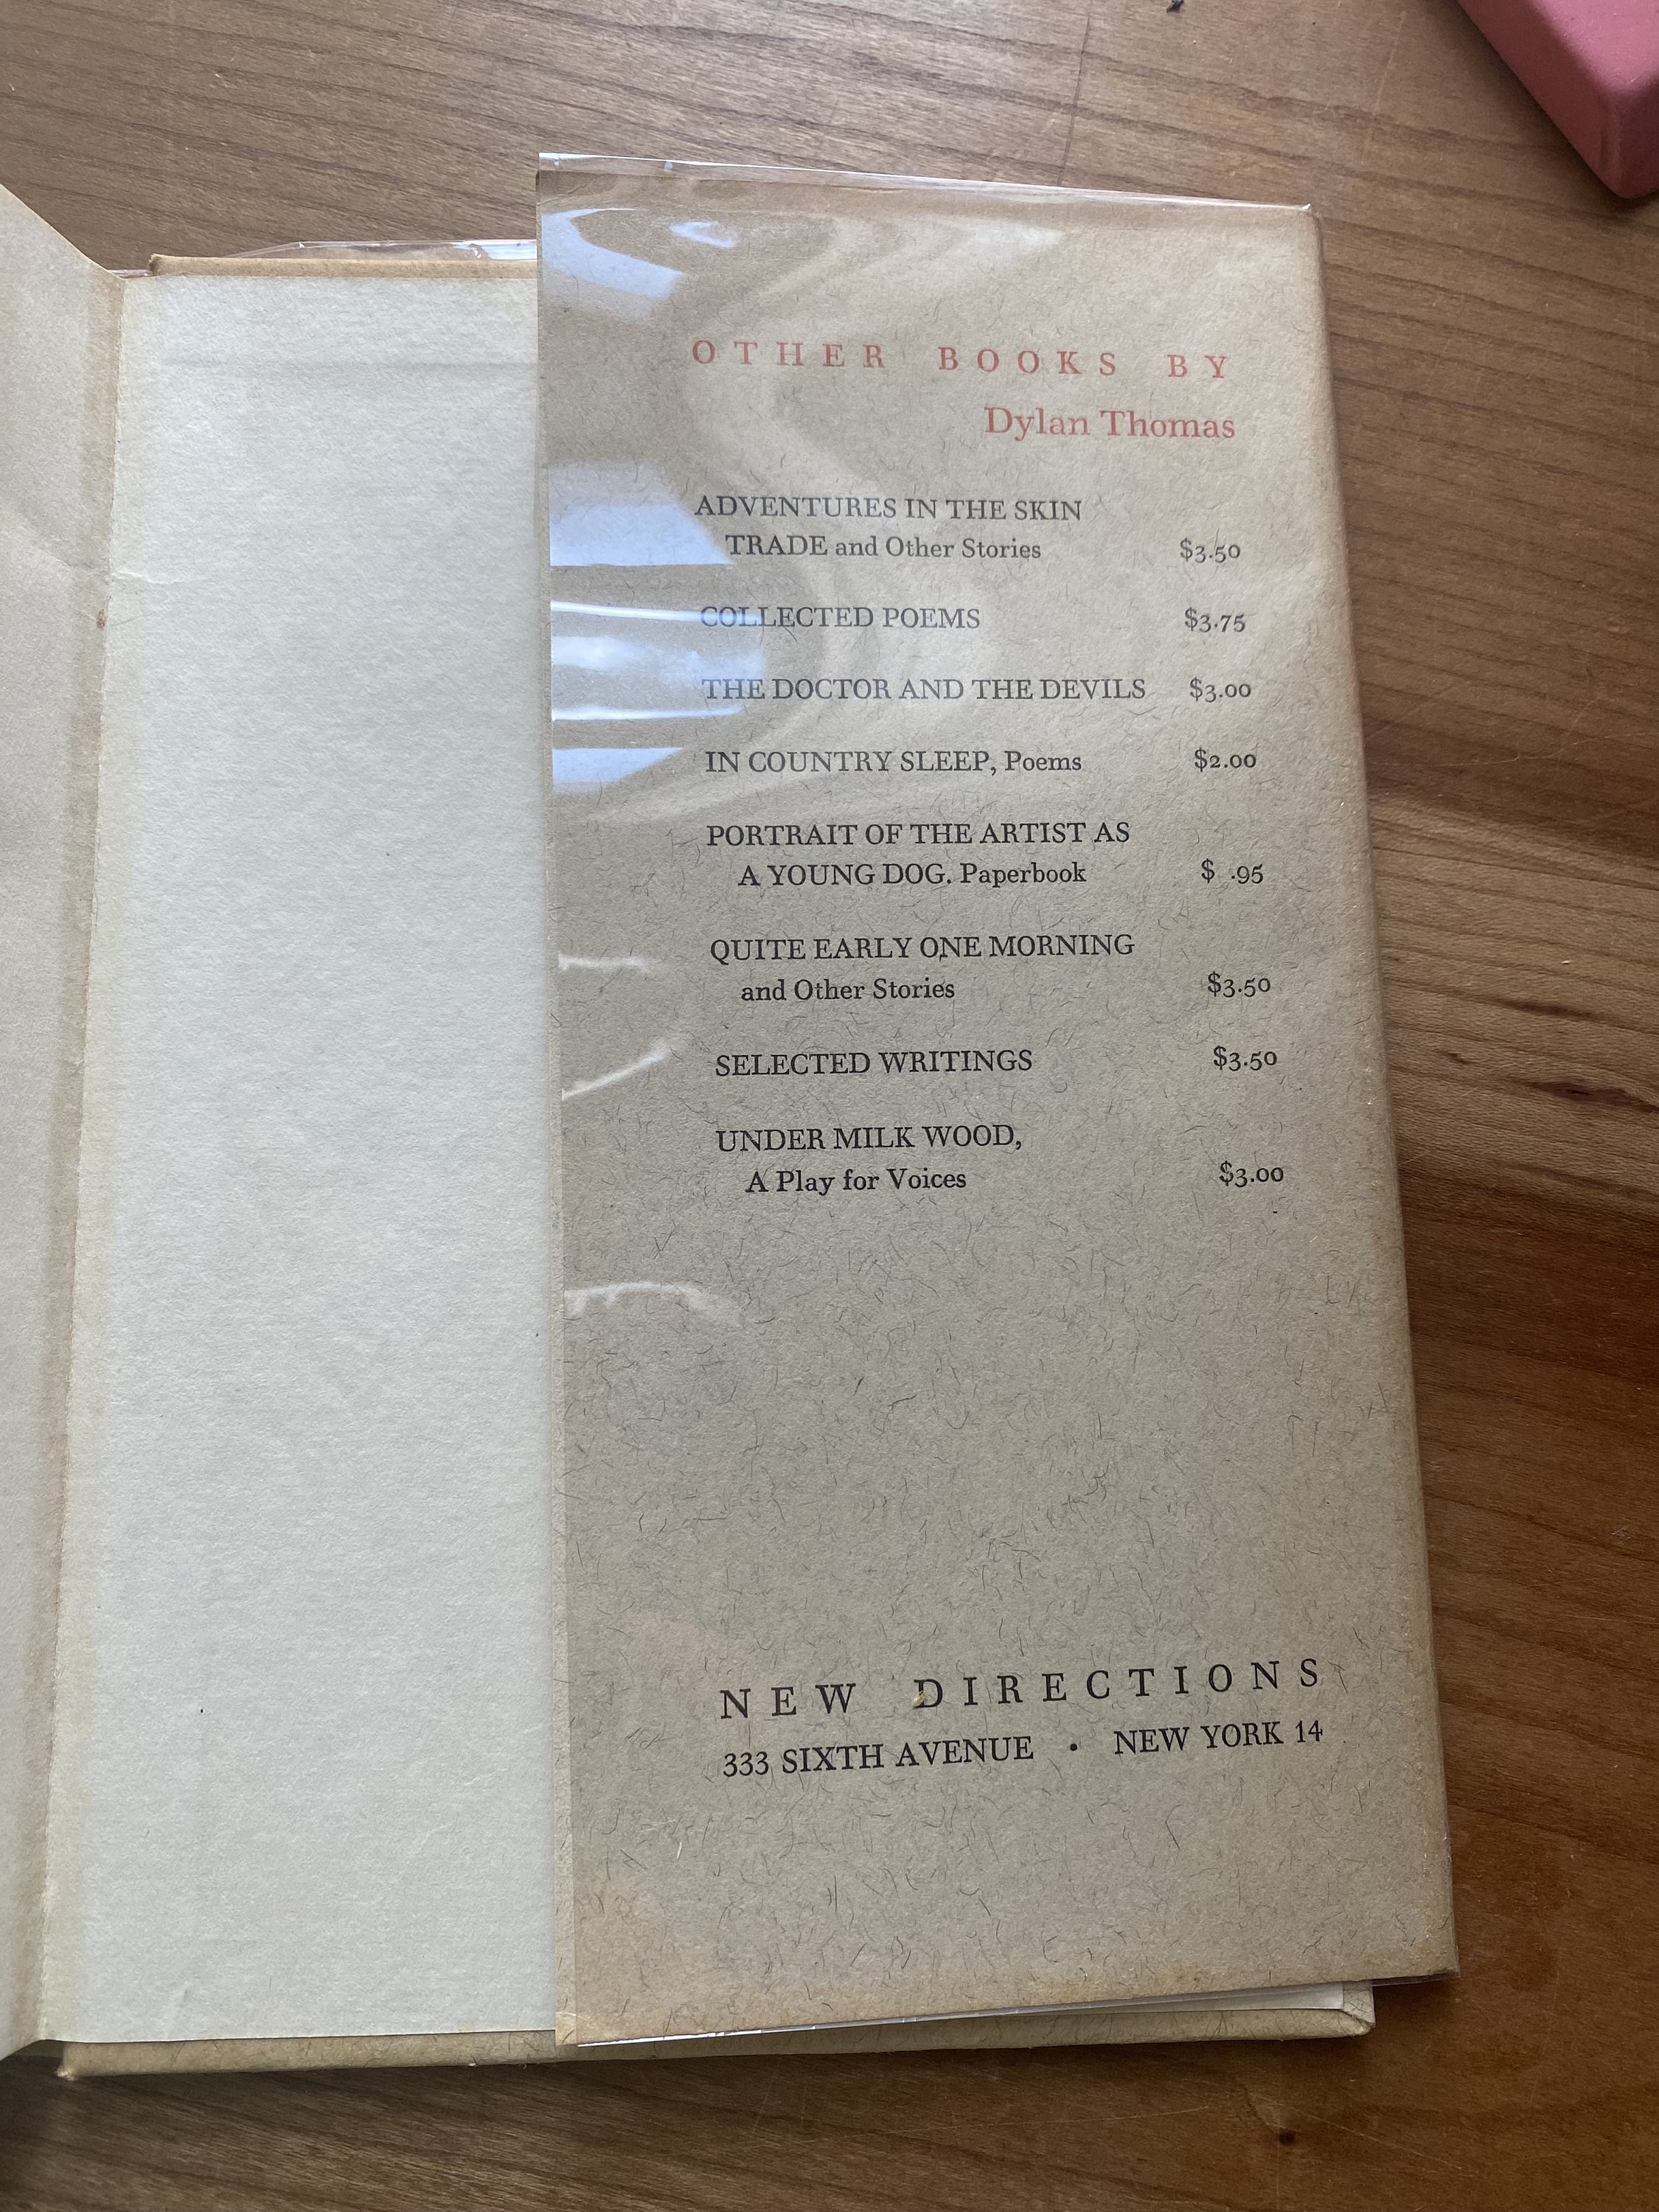 OTHER BOOKS BY
Dylan Thomas
ADVENTURES IN THE SKIN
TRADE and Other Stories $3.50
COLLECTED POEMS $3.75
THE DOCTOR AND THE DEVILS $3.00
IN COUNTRY SLEEP, Poems $2.00
PORTRAIT OF THE ARTIST AS
A YOUNG DOG. Paperbook $ .95
QUITE EARLY ONE MORNING
and Other Stories $3.50
SELECTED WRITINGS $3.50
UNDER MILK WOOD,
A Play for Voices $3.00
NEW DIRECTIONS
333 SIXTH AVENUE • NEW YORK 14